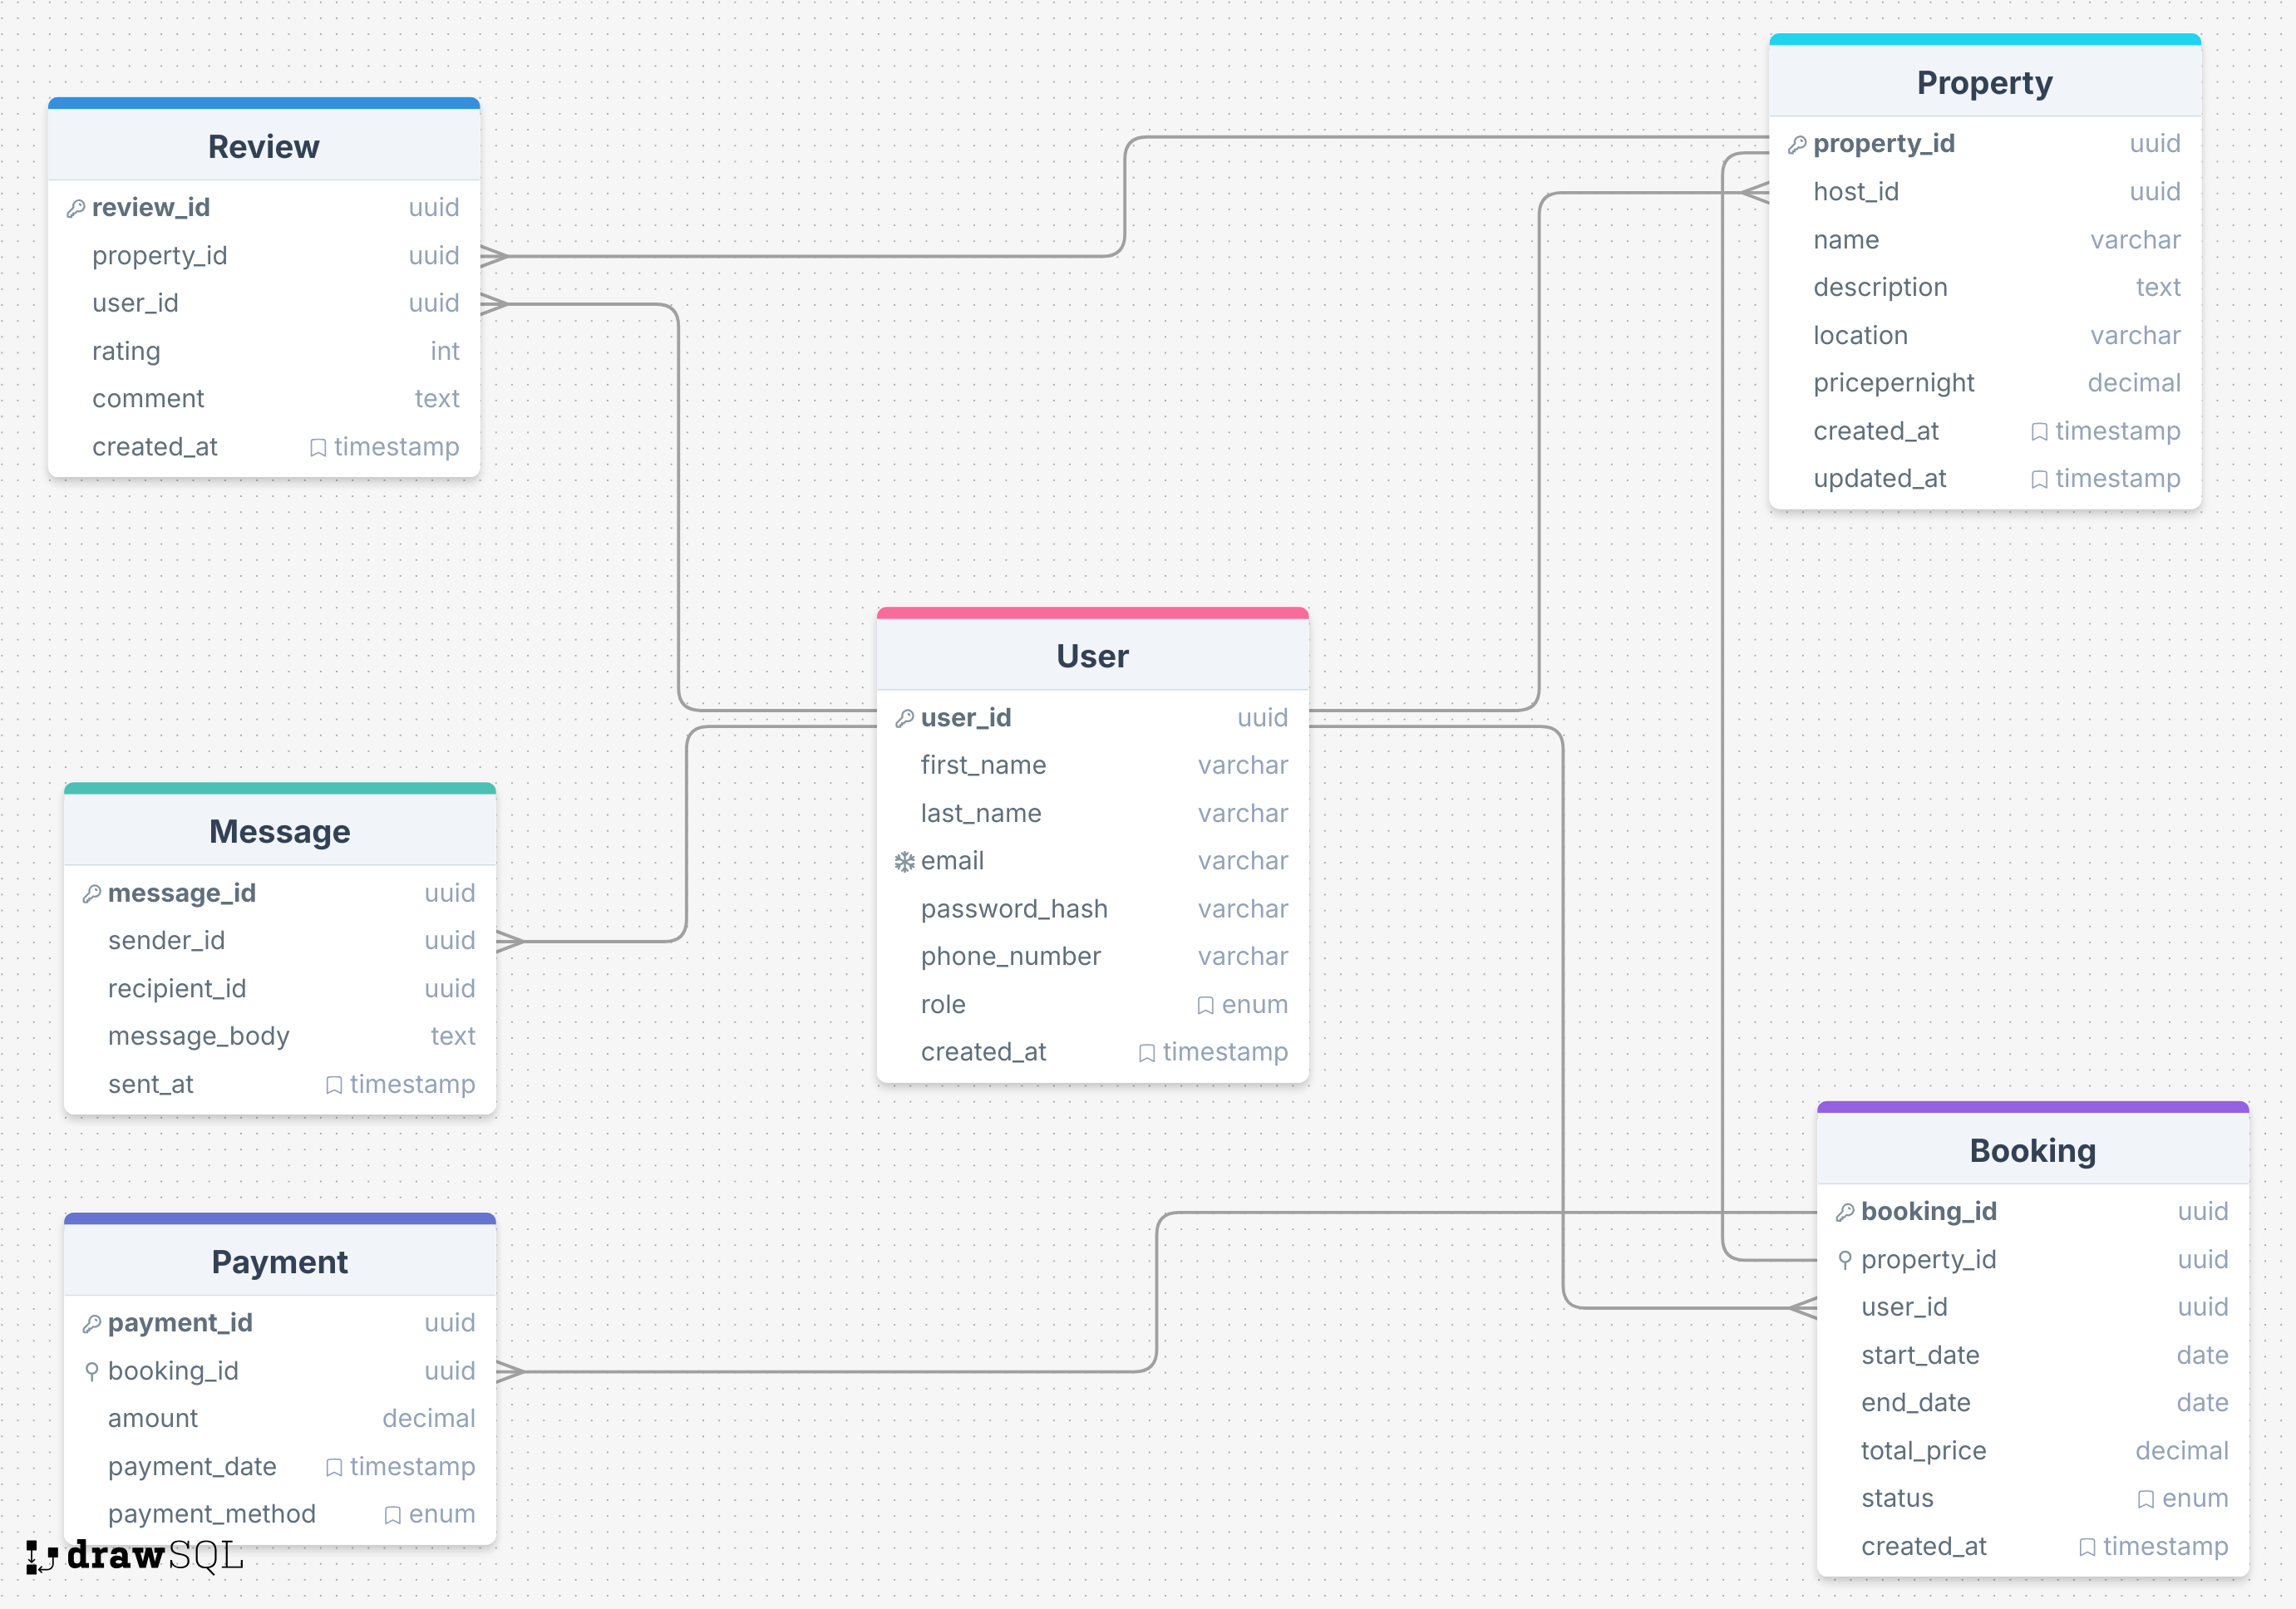 Review
review_id uuid
property_id uuid
user_id uuid
rating int
comment text
created_at timestamp
Property
property_id uuid
host_id uuid
name varchar
description text
location varchar
pricepernight decimal
created_at timestamp
updated_at timestamp
User
user_id uuid
first_name varchar
last_name varchar
email varchar
password_hash varchar
phone_number varchar
role enum
created_at timestamp
Message
message_id uuid
sender_id uuid
recipient_id uuid
message_body text
sent_at timestamp
Payment
payment_id uuid
booking_id uuid
amount decimal
payment_date timestamp
payment_method enum
Booking
booking_id uuid
property_id uuid
user_id uuid
start_date date
end_date date
total_price decimal
status enum
created_at timestamp
drawSQL